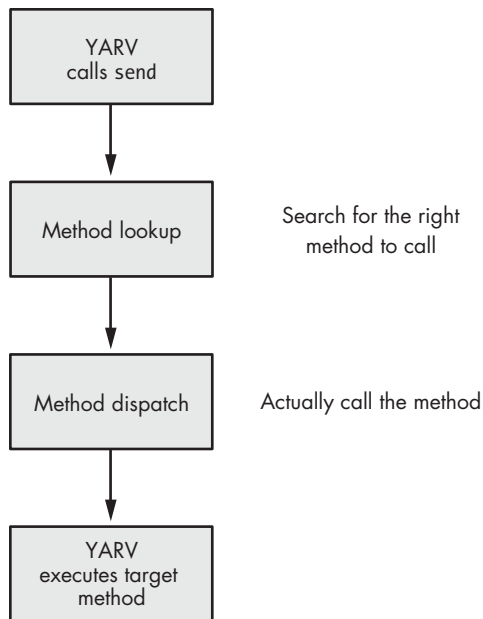 YARV
calls send
Method lookup
Search for the right
method to call
Method dispatch
Actually call the method
YARV
executes target
method